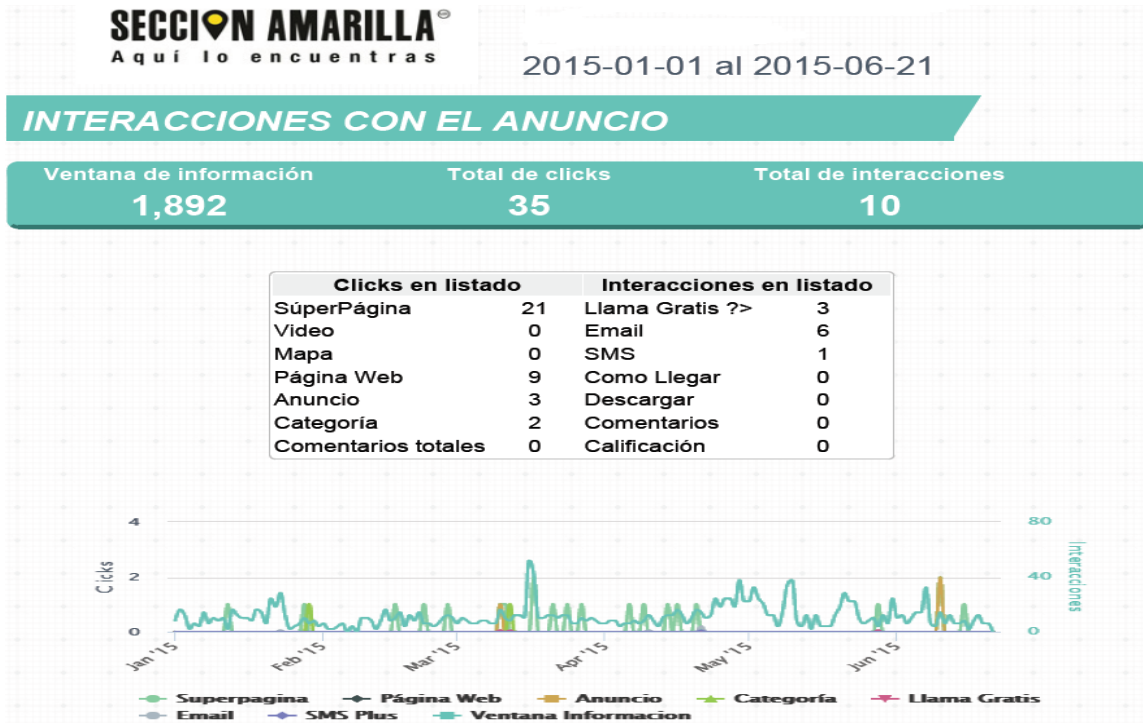 SECCIÓN AMARILLA®
Aquí lo encuentras
2015-01-01 al 2015-06-21
INTERACCIONES CON EL ANUNCIO
Ventana de información Total de clicks Total de interacciones
1,892 35 10
Clicks en listado Interacciones en listado
SúperPágina 21 Llama Gratis ?> 3
Video 0 Email 6
Mapa 0 SMS 1
Página Web 9 Como Llegar 0
Anuncio 3 Descargar 0
Categoría 2 Comentarios 0
Comentarios totales 0 Calificación 0
4 80
2 40
0 0
Clicks
Interacciones
Jan '15 Feb '15 Mar '15 Apr '15 May '15 Jun '15
Superpagina Página Web Anuncio Categoría Llama Gratis
Email SMS Plus Ventana Informacion